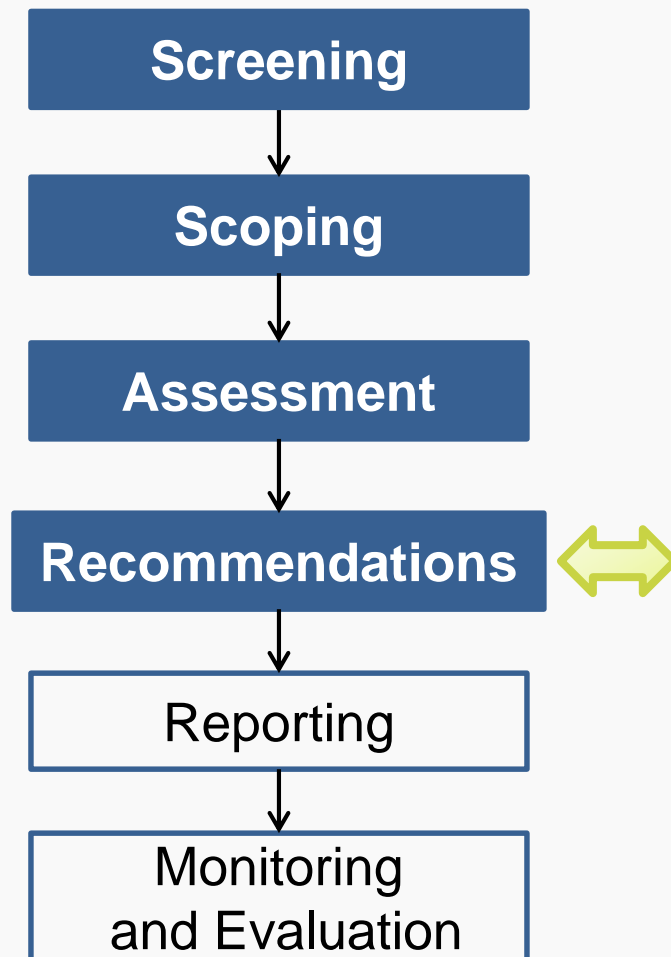 Screening
Scoping
Assessment
Recommendations
Reporting
Monitoring
and Evaluation